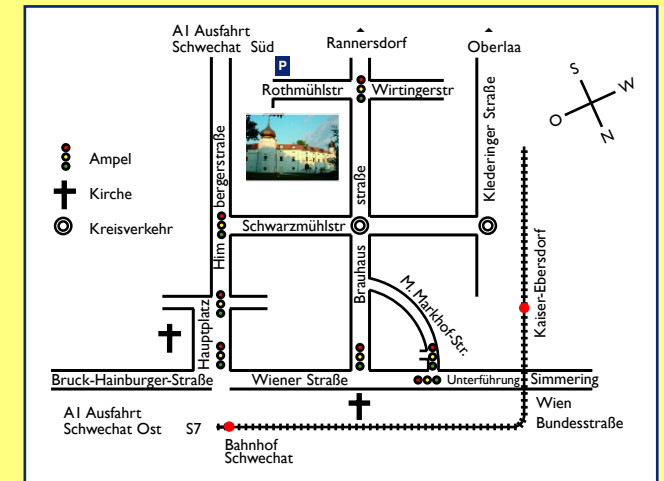 A1 Ausfahrt
Schwechat Süd
Rannersdorf
Oberlaa
P
Rothmühlstr
Wirtingerstr
S
W
O
N
Klederinger Straße
Ampel
Kirche
Kreisverkehr
Him bergerstraße
Schwarzmühlstr
Brauhaus straße
M. Markhof-Str.
Kaiser-Ebersdorf
Hauptplatz
Bruck-Hainburger-Straße
Wiener Straße
Unterführung
Simmering
A1 Ausfahrt
Schwechat Ost
S7
Bahnhof
Schwechat
Wien
Bundesstraße